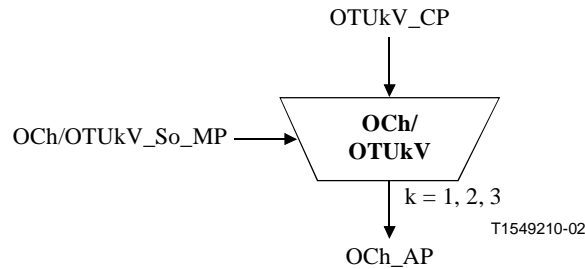 OTUkV_CP
OCh/OTUkV_So_MP
OCh/
OTUkV
k = 1, 2, 3
T1549210-02
OCh_AP